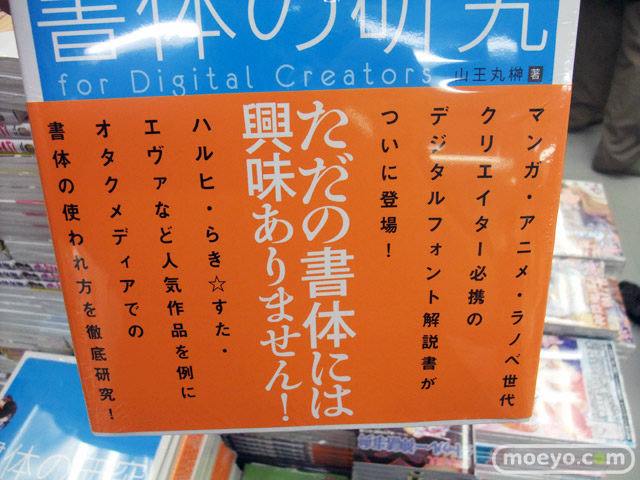 書体の研究
for Digital Creators
山王丸榊 著
マンガ・アニメ・ラノベ世代
クリエイター必携の
デジタルフォント解説書が
ついに登場！
ただの書体には
興味ありません！
ハルヒ・らき☆すた・
エヴァなど人気作品を例に
オタクメディアでの
書体の使われ方を徹底研究！
moeyo.com